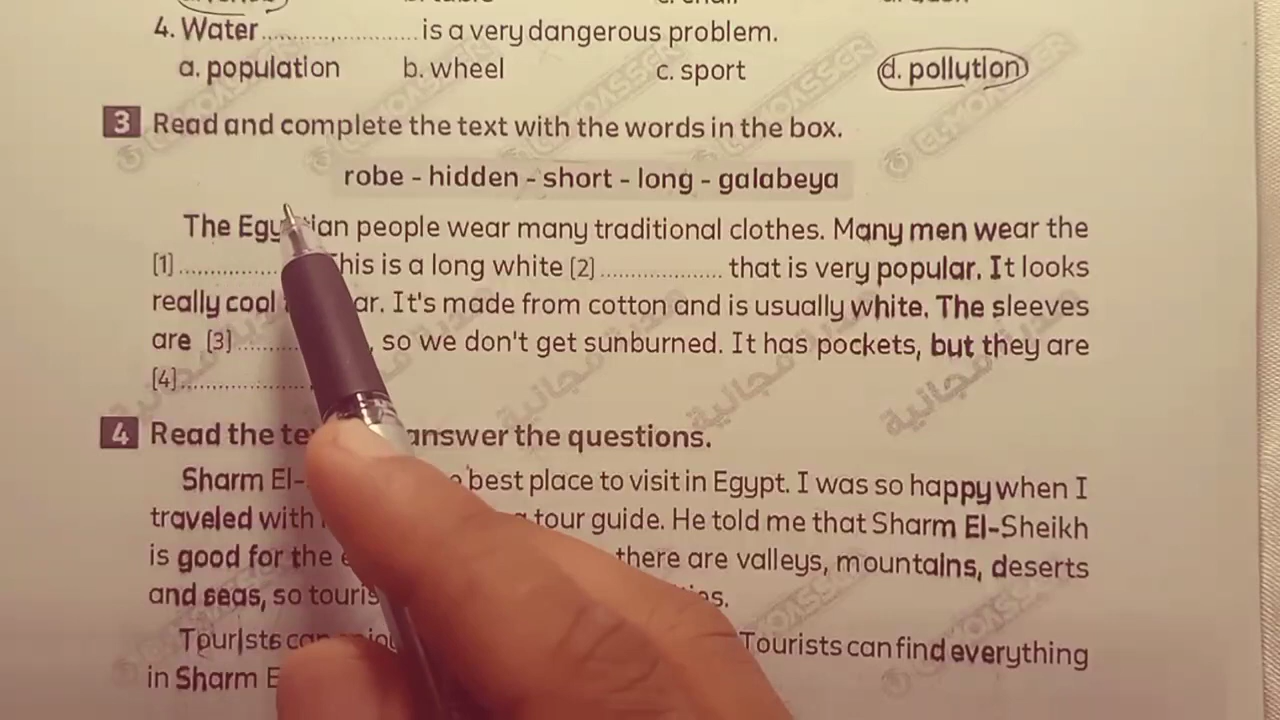 4. Water...................... is a very dangerous problem.
a. population b. wheel c. sport d. pollution
3 Read and complete the text with the words in the box.
robe - hidden - short - long - galabeya
The Egy ian people wear many traditional clothes. Many men wear the
[1].............. This is a long white [2].................... that is very popular. It looks
really cool ar. It's made from cotton and is usually white. The sleeves
are [3].........., so we don't get sunburned. It has pockets, but they are
[4]....................
4 Read the te answer the questions.
Sharm El- best place to visit in Egypt. I was so happy when I
traveled with tour guide. He told me that Sharm El-Sheikh
is good for the there are valleys, mountains, deserts
and seas, so touris
Tourists can Tourists can find everything
in Sharm E
ELMOASSER
مجانية